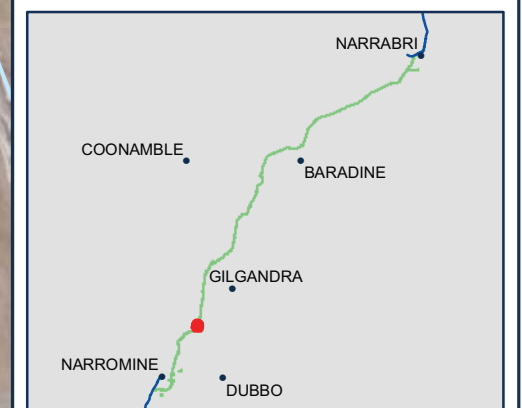 NARRABRI
COONAMBLE
BARADINE
GILGANDRA
NARROMINE
DUBBO